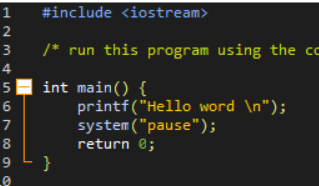 1 #include <iostream>
2
3 /* run this program using the
4
5 int main() {
6 printf("Hello word \n");
7 system("pause");
8 return 0;
9 }